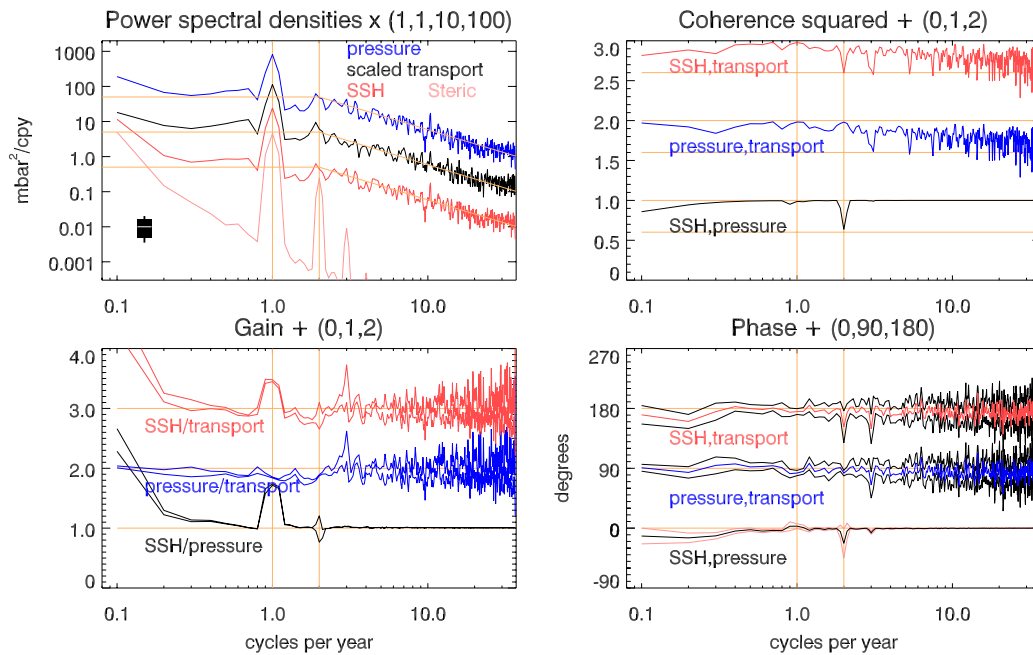 Power spectral densities x (1,1,10,100)
1000
100
10
5
1.0
0.1
0.01
0.001
mbar²/cpy
pressure
scaled transport
SSH Steric
0.1 1.0 10.0
Coherence squared + (0,1,2)
3.0
2.5
2.0
1.5
1.0
0.5
0
SSH,transport
pressure,transport
SSH,pressure
0.1 1.0 10.0
Gain + (0,1,2)
4.0
3.0
2.0
1.0
0
SSH/transport
pressure/transport
SSH/pressure
0.1 1.0 10.0
cycles per year
Phase + (0,90,180)
270
180
90
0
-90
degrees
SSH,transport
pressure,transport
SSH,pressure
0.1 1.0 10.0
cycles per year